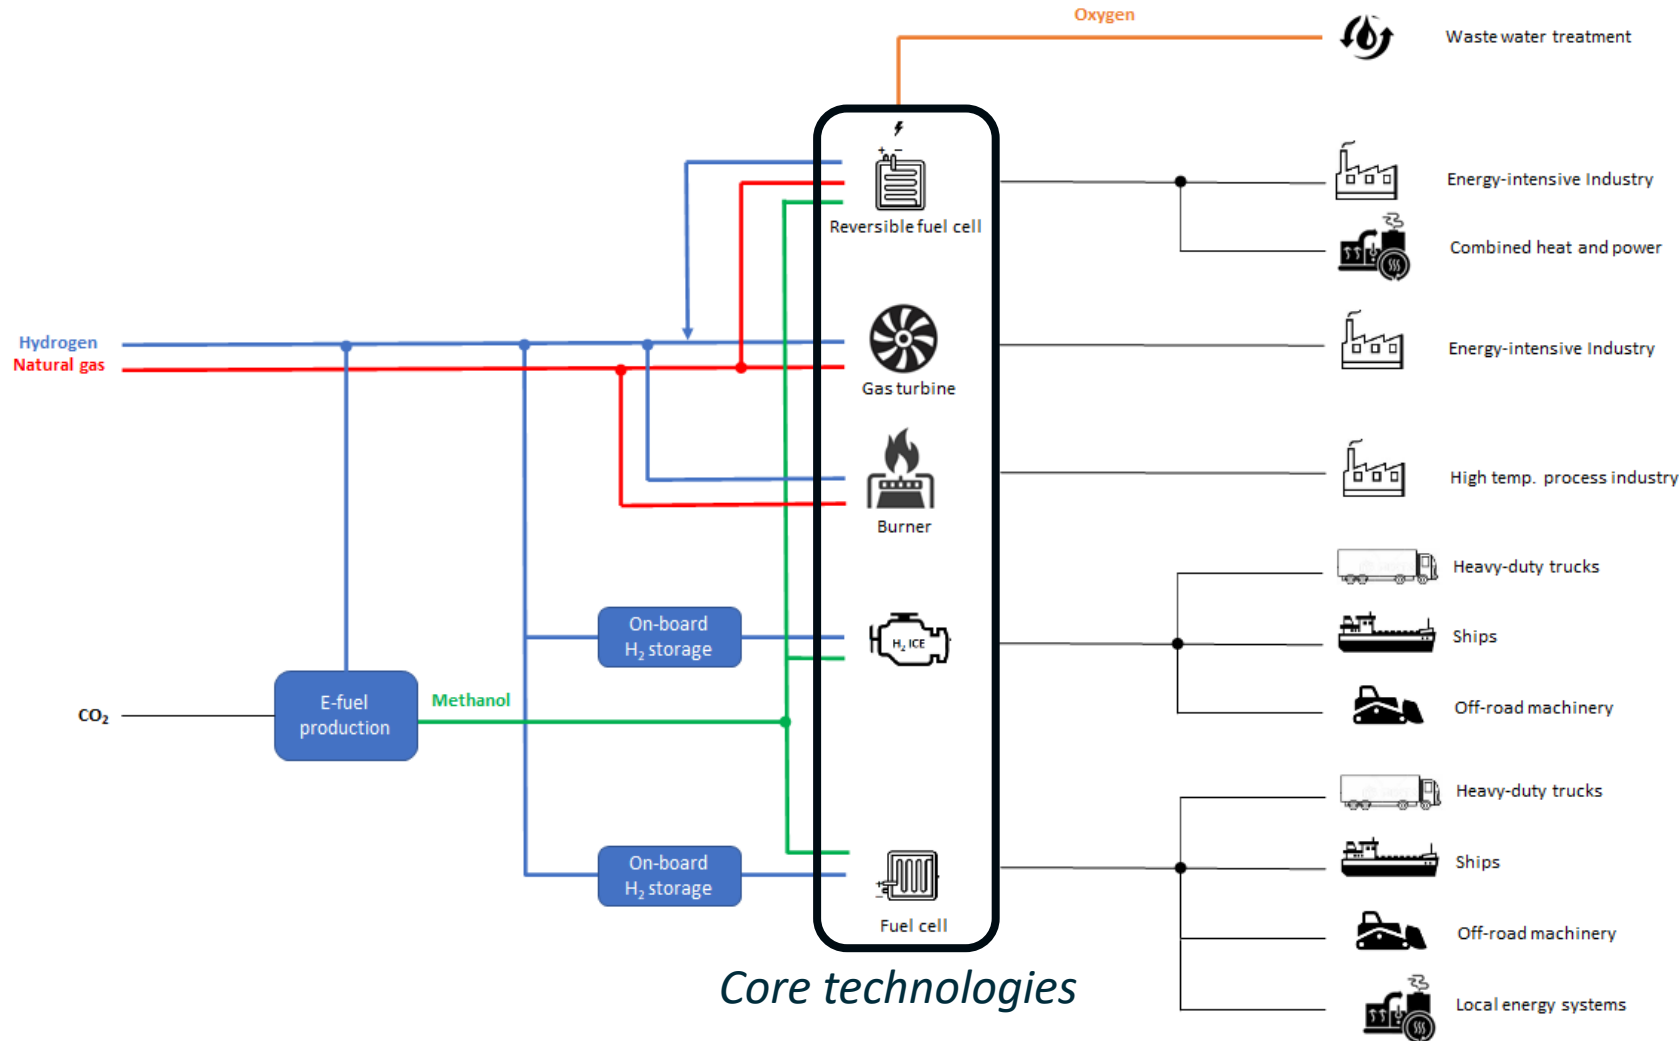 Oxygen
Waste water treatment
+ −
Reversible fuel cell
Energy-intensive Industry
Combined heat and power
Hydrogen
Natural gas
Gas turbine
Energy-intensive Industry
Burner
High temp. process industry
On-board
H₂ storage
H₂ ICE
Heavy-duty trucks
Ships
Off-road machinery
CO₂
E-fuel
production
Methanol
On-board
H₂ storage
+
−
Fuel cell
Heavy-duty trucks
Ships
Off-road machinery
Local energy systems
Core technologies